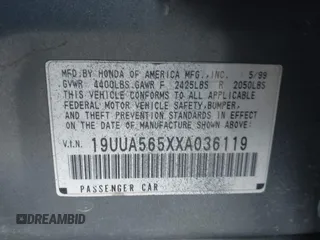 MFD. BY HONDA OF AMERICA MFG., INC. 5/99
GVWR 4400LBS GAWR F 2425LBS R 2050LBS
THIS VEHICLE CONFORMS TO ALL APPLICABLE
FEDERAL MOTOR VEHICLE SAFETY, BUMPER,
AND THEFT PREVENTION STANDARDS IN EFFECT
ON THE DATE OF MANUFACTURE SHOWN ABOVE.
V.I.N. 19UUA565XXA036119
PASSENGER CAR
DREAMBID